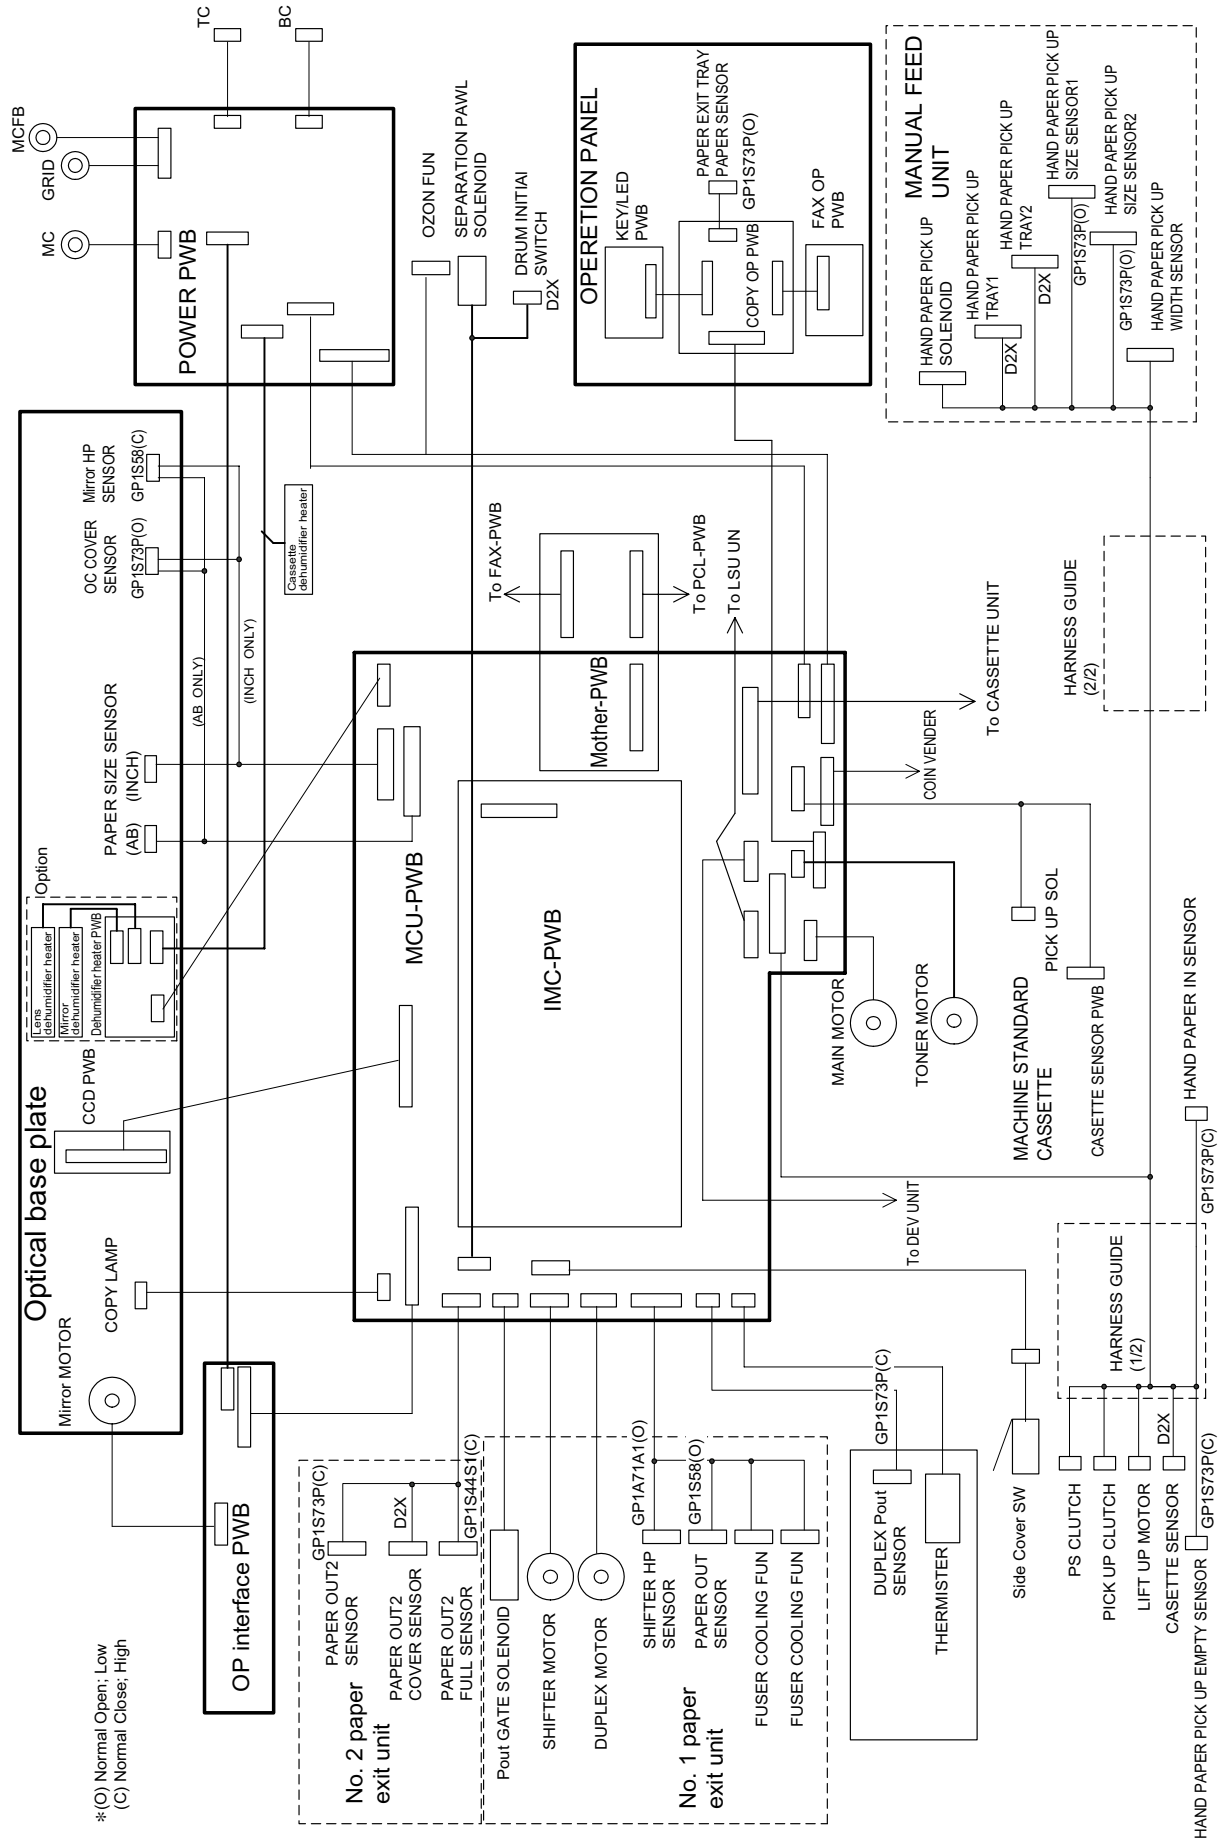 *(O) Normal Open; Low
(C) Normal Close; High
OP interface PWB
Optical base plate
Mirror MOTOR
COPY LAMP
CCD PWB
Lens
dehumidifier heater
Mirror
dehumidifier heater
Dehumidifier heater PWB
Option
PAPER SIZE SENSOR
(AB)
(INCH)
(AB ONLY)
(INCH ONLY)
OC COVER
SENSOR
GP1S73P(O)
Mirror HP
SENSOR
GP1S58(C)
Cassette
dehumidifier heater
POWER PWB
MC
GRID
MCFB
TC
BC
OZON FUN
SEPARATION PAWL
SOLENOID
DRUM INITIAI
SWITCH
D2X
No. 2 paper
exit unit
PAPER OUT2
SENSOR
GP1S73P(C)
PAPER OUT2
COVER SENSOR
D2X
PAPER OUT2
FULL SENSOR
GP1S44S1(C)
Pout GATE SOLENOID
SHIFTER MOTOR
DUPLEX MOTOR
No. 1 paper
exit unit
SHIFTER HP
SENSOR
GP1A71A1(O)
PAPER OUT
SENSOR
GP1S58(O)
FUSER COOLING FUN
FUSER COOLING FUN
DUPLEX Pout
SENSOR
GP1S73P(C)
THERMISTER
MCU-PWB
IMC-PWB
Mother-PWB
To FAX-PWB
To PCL-PWB
To LSU UN
OPERETION PANEL
KEY/LED
PWB
PAPER EXIT TRAY
PAPER SENSOR
GP1S73P(O)
COPY OP PWB
FAX OP
PWB
To DEV UNIT
MAIN MOTOR
TONER MOTOR
COIN VENDER
To CASSETTE UNIT
MACHINE STANDARD
CASSETTE
PICK UP SOL
CASETTE SENSOR PWB
Side Cover SW
PS CLUTCH
PICK UP CLUTCH
LIFT UP MOTOR
CASETTE SENSOR
D2X
HAND PAPER PICK UP EMPTY SENSOR
GP1S73P(C)
HARNESS GUIDE
(1/2)
GP1S73P(C)
HAND PAPER IN SENSOR
HARNESS GUIDE
(2/2)
MANUAL FEED
UNIT
HAND PAPER PICK UP
SOLENOID
HAND PAPER PICK UP
TRAY1
D2X
HAND PAPER PICK UP
TRAY2
D2X
HAND PAPER PICK UP
SIZE SENSOR1
GP1S73P(O)
HAND PAPER PICK UP
SIZE SENSOR2
GP1S73P(O)
HAND PAPER PICK UP
WIDTH SENSOR